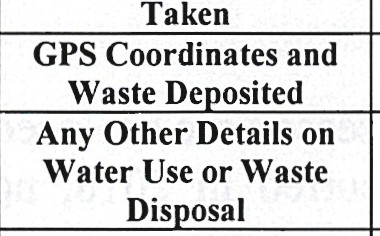 Taken
GPS Coordinates and
Waste Deposited
Any Other Details on
Water Use or Waste
Disposal